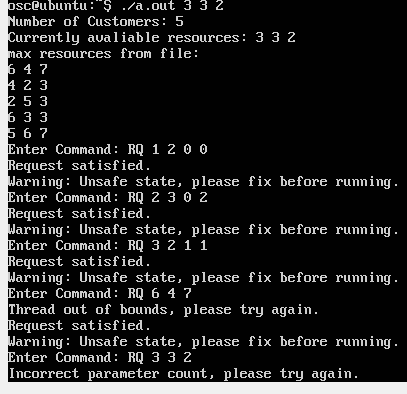 osc@ubuntu:~$ ./a.out 3 3 2
Number of Customers: 5
Currently avaliable resources: 3 3 2
max resources from file:
6 4 7
4 2 3
2 5 3
6 3 3
5 6 7
Enter Command: RQ 1 2 0 0
Request satisfied.
Warning: Unsafe state, please fix before running.
Enter Command: RQ 2 3 0 2
Request satisfied.
Warning: Unsafe state, please fix before running.
Enter Command: RQ 3 2 1 1
Request satisfied.
Warning: Unsafe state, please fix before running.
Enter Command: RQ 6 4 7
Thread out of bounds, please try again.
Request satisfied.
Warning: Unsafe state, please fix before running.
Enter Command: RQ 3 3 2
Incorrect parameter count, please try again.